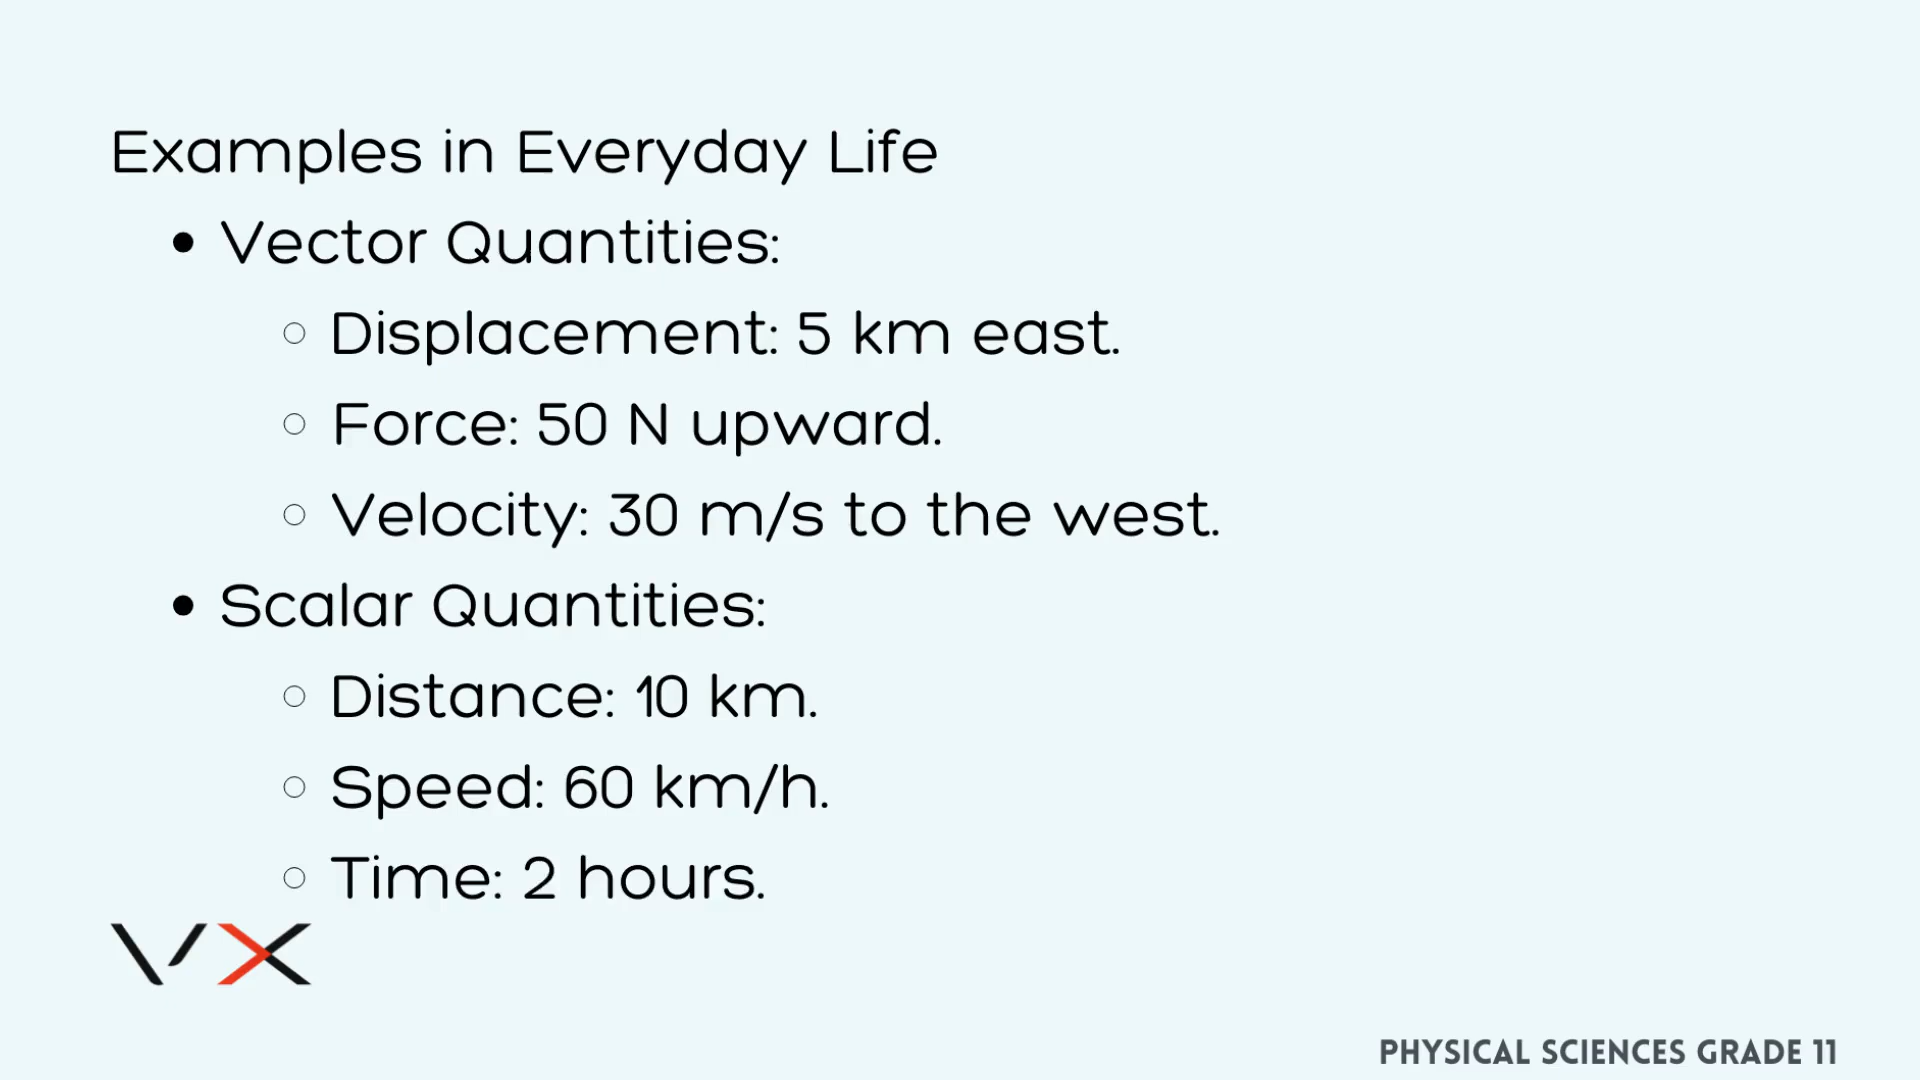 Examples in Everyday Life
• Vector Quantities:
○ Displacement: 5 km east.
○ Force: 50 N upward.
○ Velocity: 30 m/s to the west.
• Scalar Quantities:
○ Distance: 10 km.
○ Speed: 60 km/h.
○ Time: 2 hours.
VX
PHYSICAL SCIENCES GRADE 11